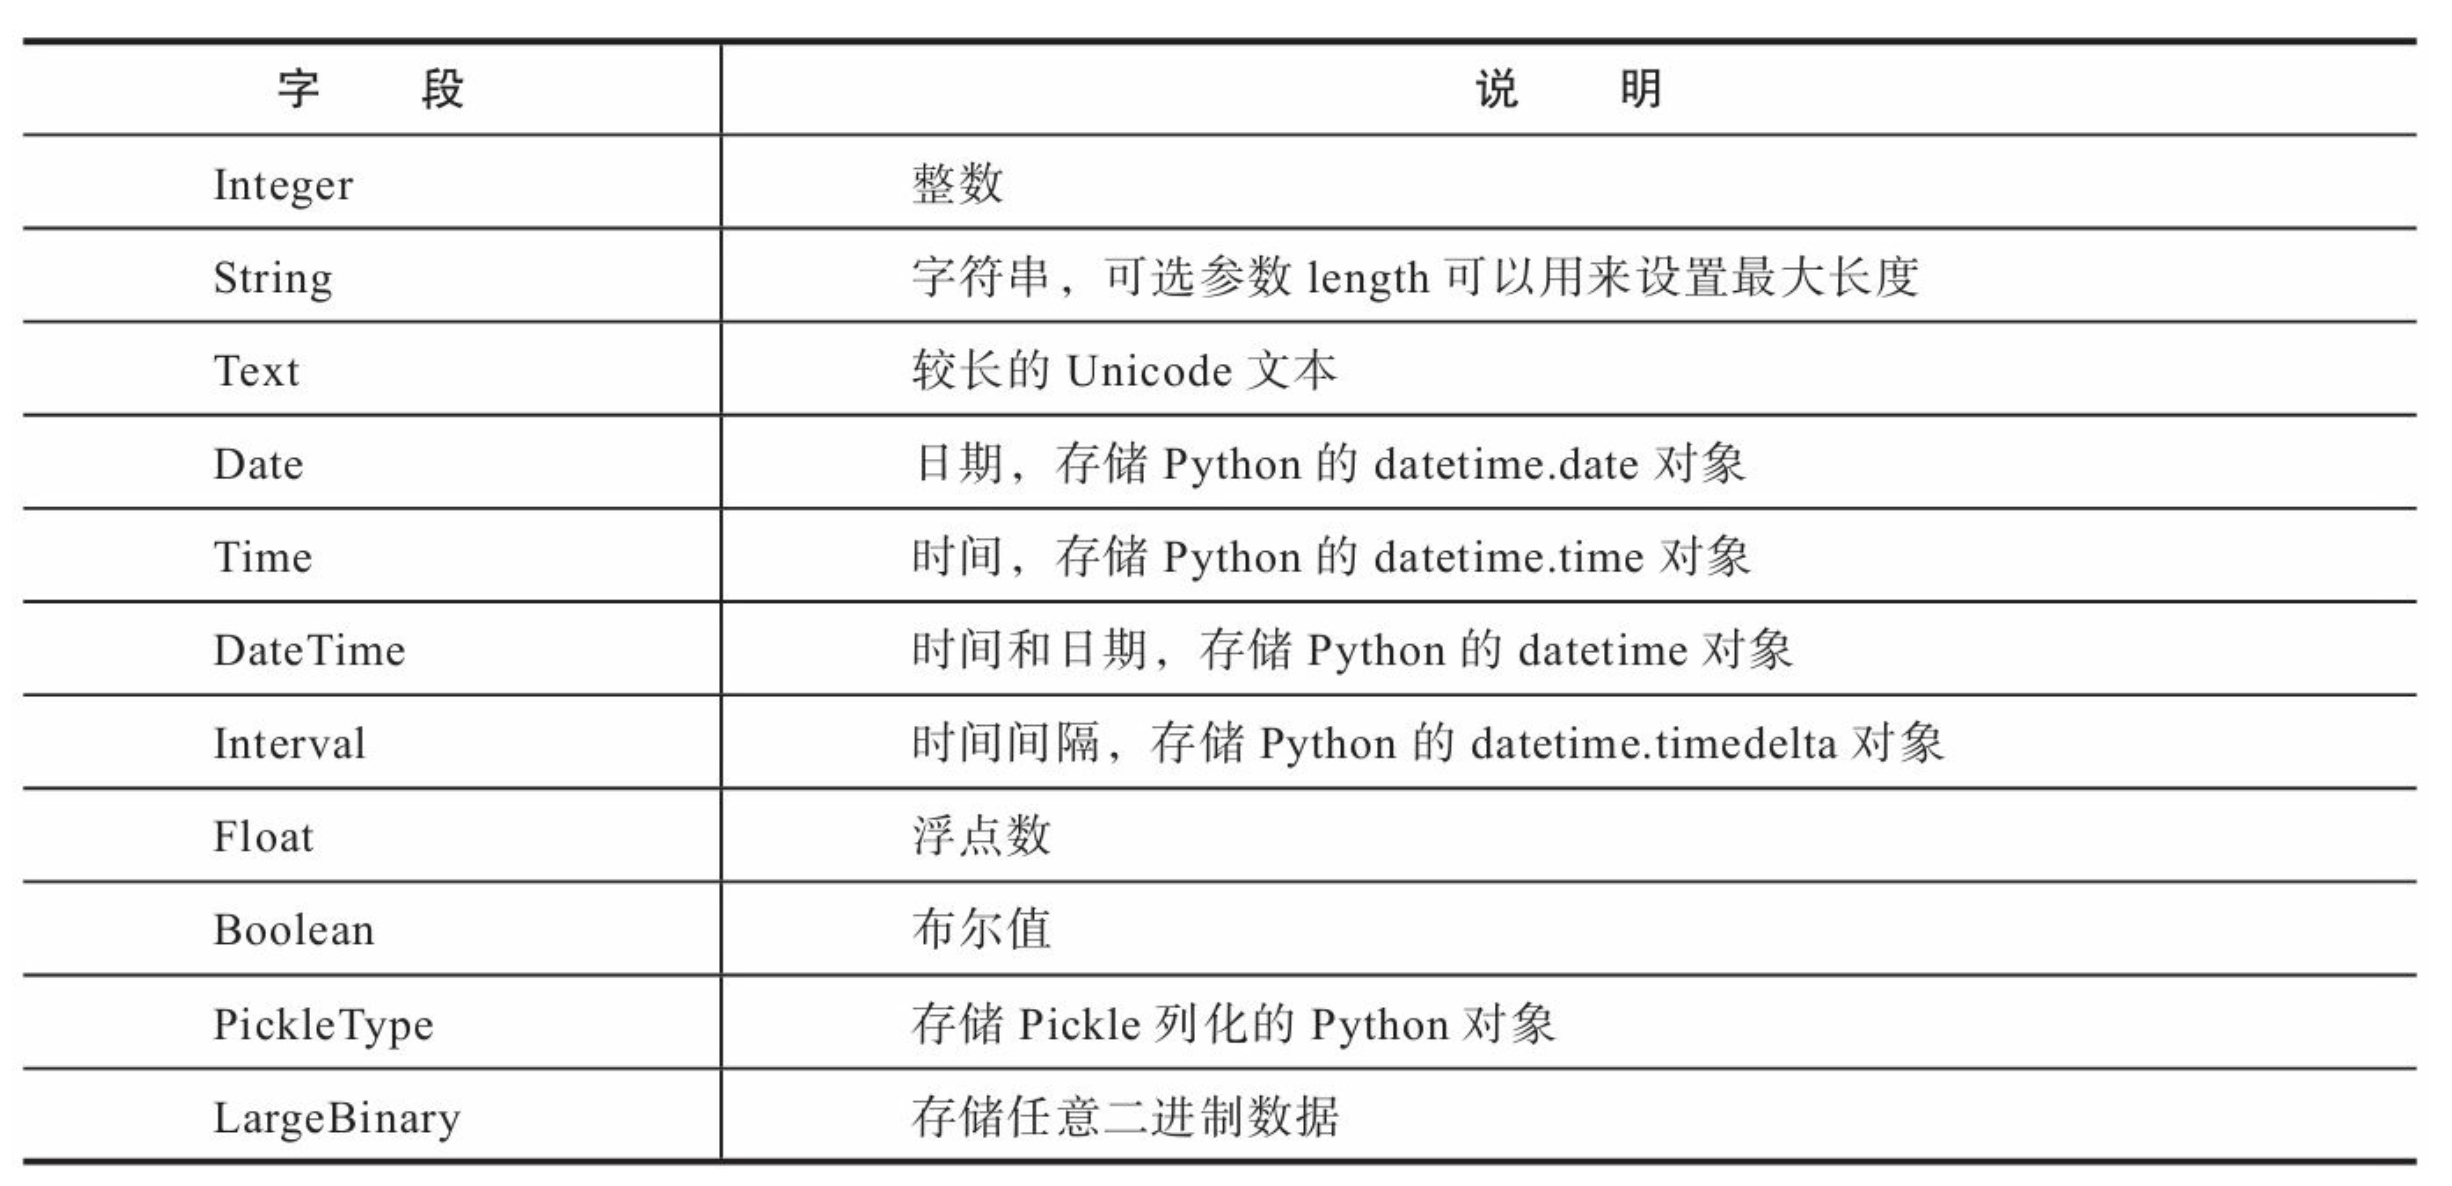 字 段 说 明
Integer 整数
String 字符串，可选参数 length 可以用来设置最大长度
Text 较长的 Unicode 文本
Date 日期，存储 Python 的 datetime.date 对象
Time 时间，存储 Python 的 datetime.time 对象
DateTime 时间和日期，存储 Python 的 datetime 对象
Interval 时间间隔，存储 Python 的 datetime.timedelta 对象
Float 浮点数
Boolean 布尔值
PickleType 存储 Pickle 列化的 Python 对象
LargeBinary 存储任意二进制数据